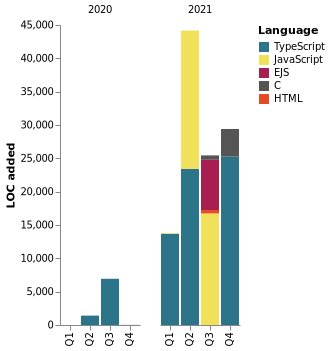 2020 2021
Language
TypeScript
JavaScript
EJS
C
HTML
LOC added
45,000
40,000
35,000
30,000
25,000
20,000
15,000
10,000
5,000
0
Q1 Q2 Q3 Q4 Q1 Q2 Q3 Q4